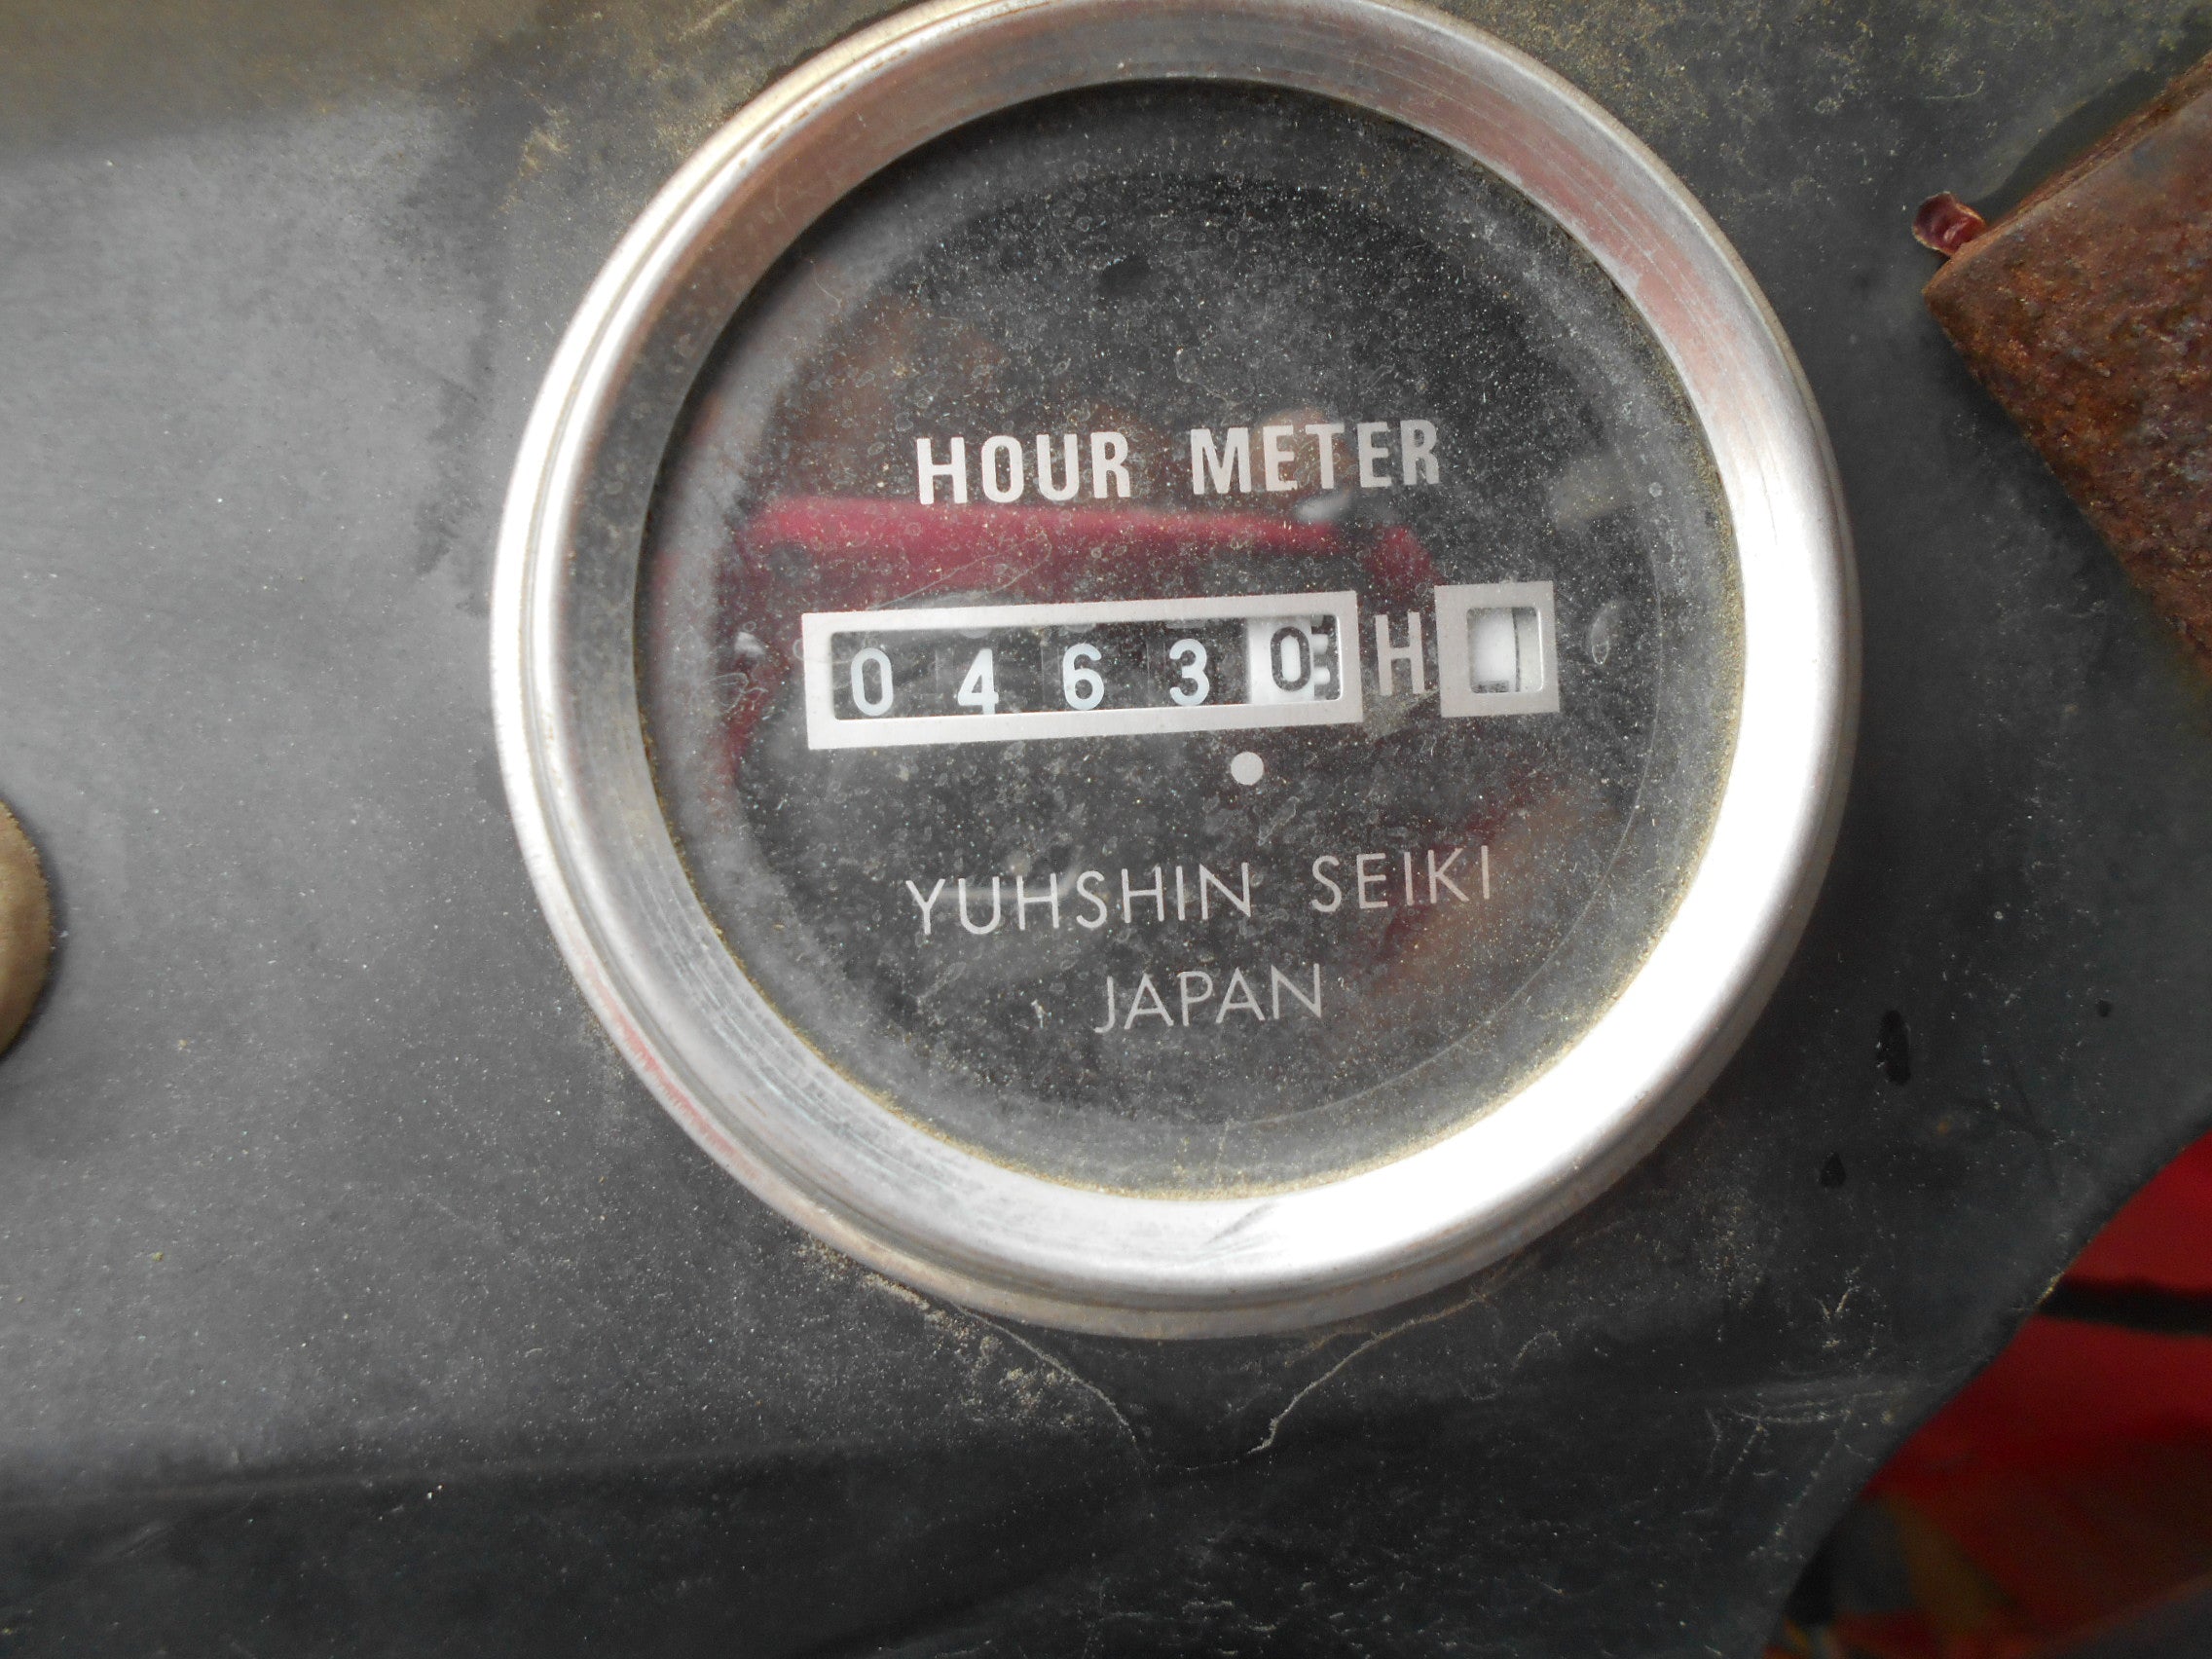 HOUR METER
04630 H
YUHSHIN SEIKI
JAPAN